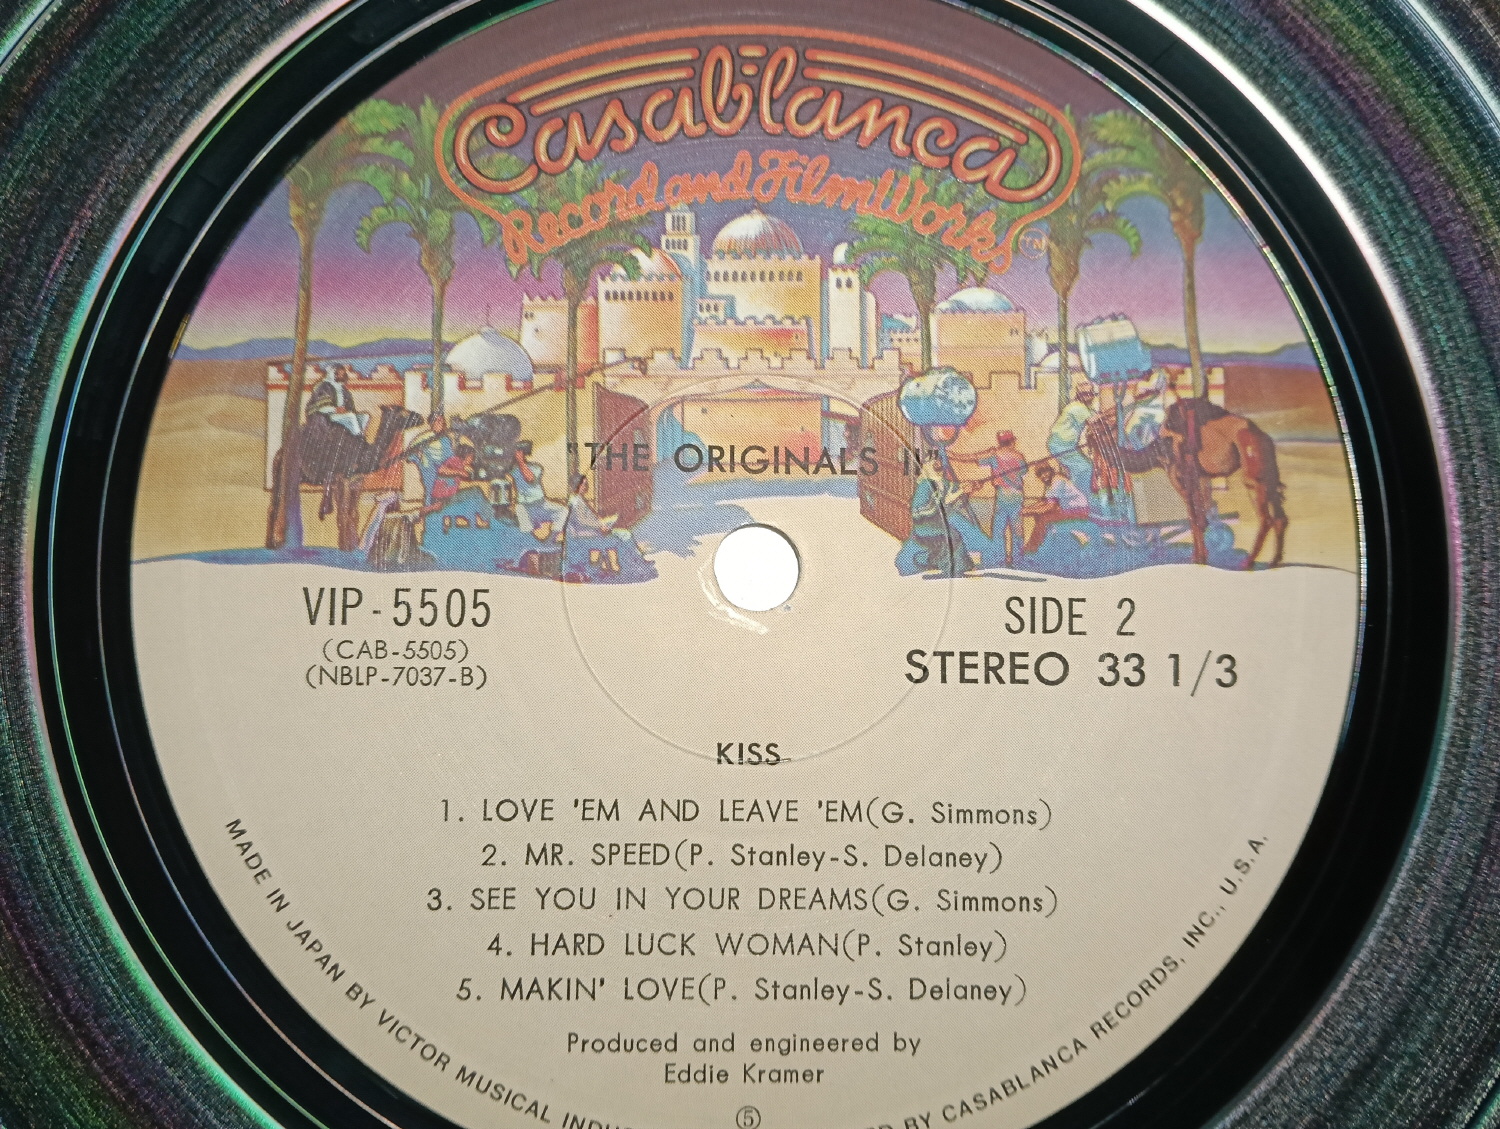 Casablanca
Record and FilmWorks
TM
"THE ORIGINALS II"
VIP-5505
(CAB-5505)
(NBLP-7037-B)
SIDE 2
STEREO 33 1/3
KISS
1. LOVE 'EM AND LEAVE 'EM(G. Simmons)
2. MR. SPEED(P. Stanley-S. Delaney)
3. SEE YOU IN YOUR DREAMS(G. Simmons)
4. HARD LUCK WOMAN(P. Stanley)
5. MAKIN' LOVE(P. Stanley-S. Delaney)
Produced and engineered by
Eddie Kramer
⑤
MADE IN JAPAN BY VICTOR MUSICAL
BY CASABLANCA RECORDS, INC., U.S.A.